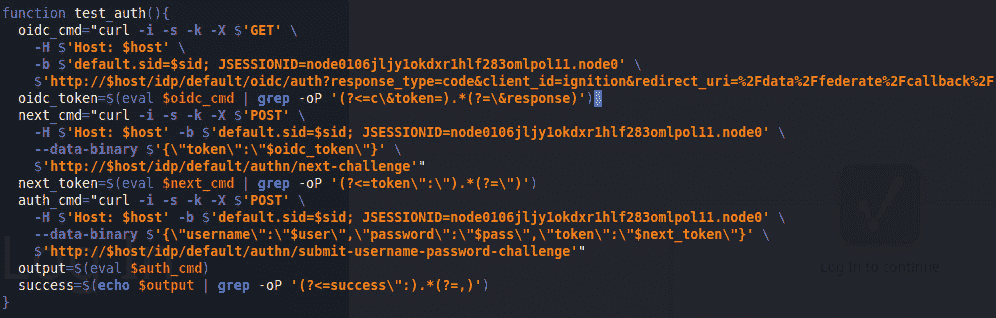 function test_auth(){
oidc_cmd="curl -i -s -k -X $'GET' \
-H $'Host: $host' \
-b $'default.sid=$sid; JSESSIONID=node0106jljy1okdxr1hlf283omlpol11.node0' \
$'http://$host/idp/default/oidc/auth?response_type=code&client_id=ignition&redirect_uri=%2Fdata%2Ffederate%2Fcallback%2F
oidc_token=$(eval $oidc_cmd | grep -oP '(?<=c\&token=).*(?=\&response)')
next_cmd="curl -i -s -k -X $'POST' \
-H $'Host: $host' -b $'default.sid=$sid; JSESSIONID=node0106jljy1okdxr1hlf283omlpol11.node0' \
--data-binary $'{\"token\":\"$oidc_token\"}' \
$'http://$host/idp/default/authn/next-challenge'"
next_token=$(eval $next_cmd | grep -oP '(?<=token\":\").*(?=\")')
auth_cmd="curl -i -s -k -X $'POST' \
-H $'Host: $host' -b $'default.sid=$sid; JSESSIONID=node0106jljy1okdxr1hlf283omlpol11.node0' \
--data-binary $'{\"username\":\"$user\",\"password\":\"$pass\",\"token\":\"$next_token\"}' \
$'http://$host/idp/default/authn/submit-username-password-challenge'"
output=$(eval $auth_cmd)
success=$(echo $output | grep -oP '(?<=success\":).*(?=,)')
}
Log in to continue